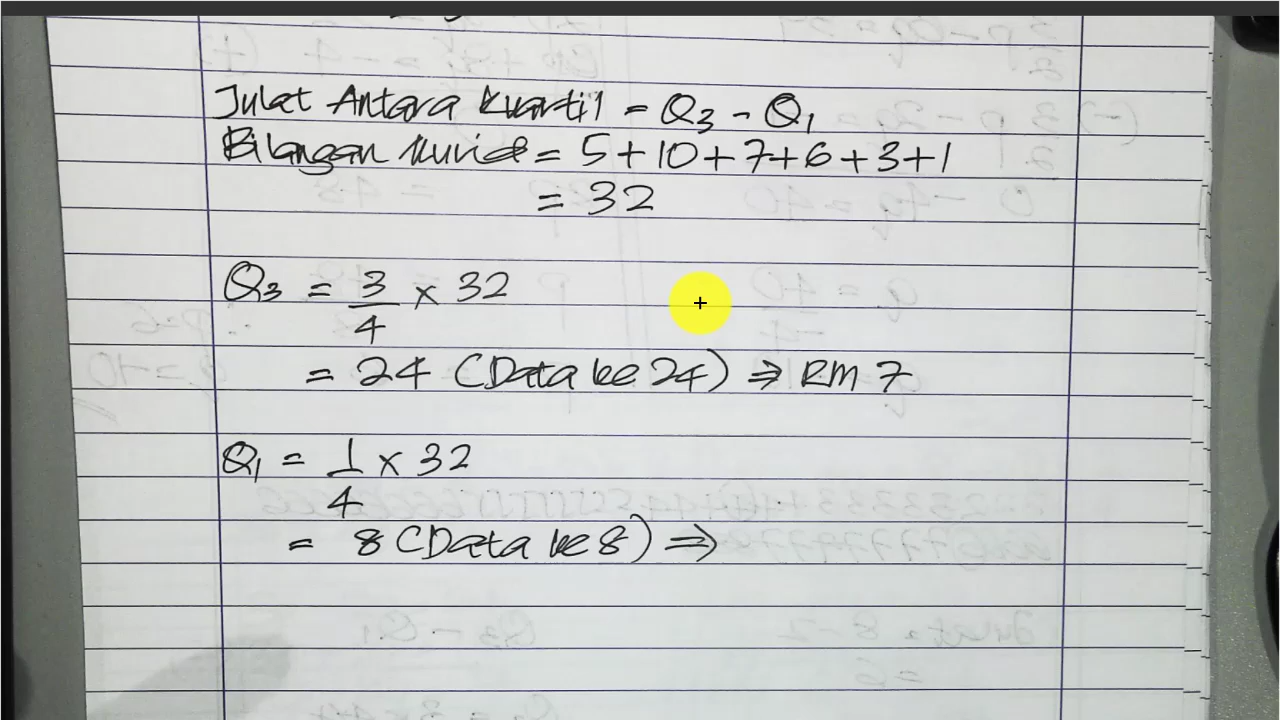 Julat Antara Kuartil = Q3 - Q1
Bilangan Murid = 5 + 10 + 7 + 6 + 3 + 1
= 32
Q3 = 3/4 × 32
= 24 (Data ke 24) ⇒ RM 7
Q1 = 1/4 × 32
= 8 (Data ke 8) ⇒